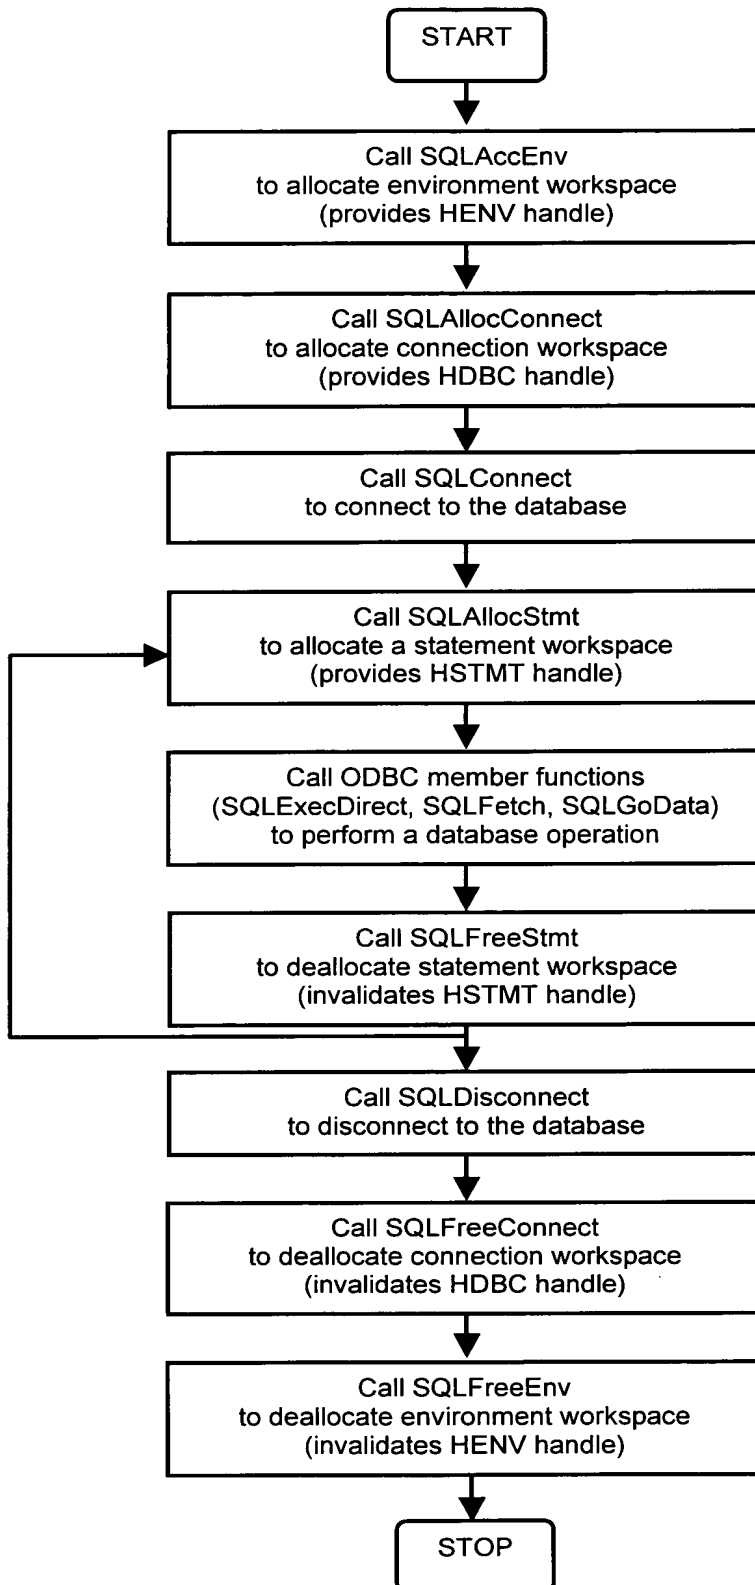 START
Call SQLAccEnv
to allocate environment workspace
(provides HENV handle)
Call SQLAllocConnect
to allocate connection workspace
(provides HDBC handle)
Call SQLConnect
to connect to the database
Call SQLAllocStmt
to allocate a statement workspace
(provides HSTMT handle)
Call ODBC member functions
(SQLExecDirect, SQLFetch, SQLGoData)
to perform a database operation
Call SQLFreeStmt
to deallocate statement workspace
(invalidates HSTMT handle)
Call SQLDisconnect
to disconnect to the database
Call SQLFreeConnect
to deallocate connection workspace
(invalidates HDBC handle)
Call SQLFreeEnv
to deallocate environment workspace
(invalidates HENV handle)
STOP